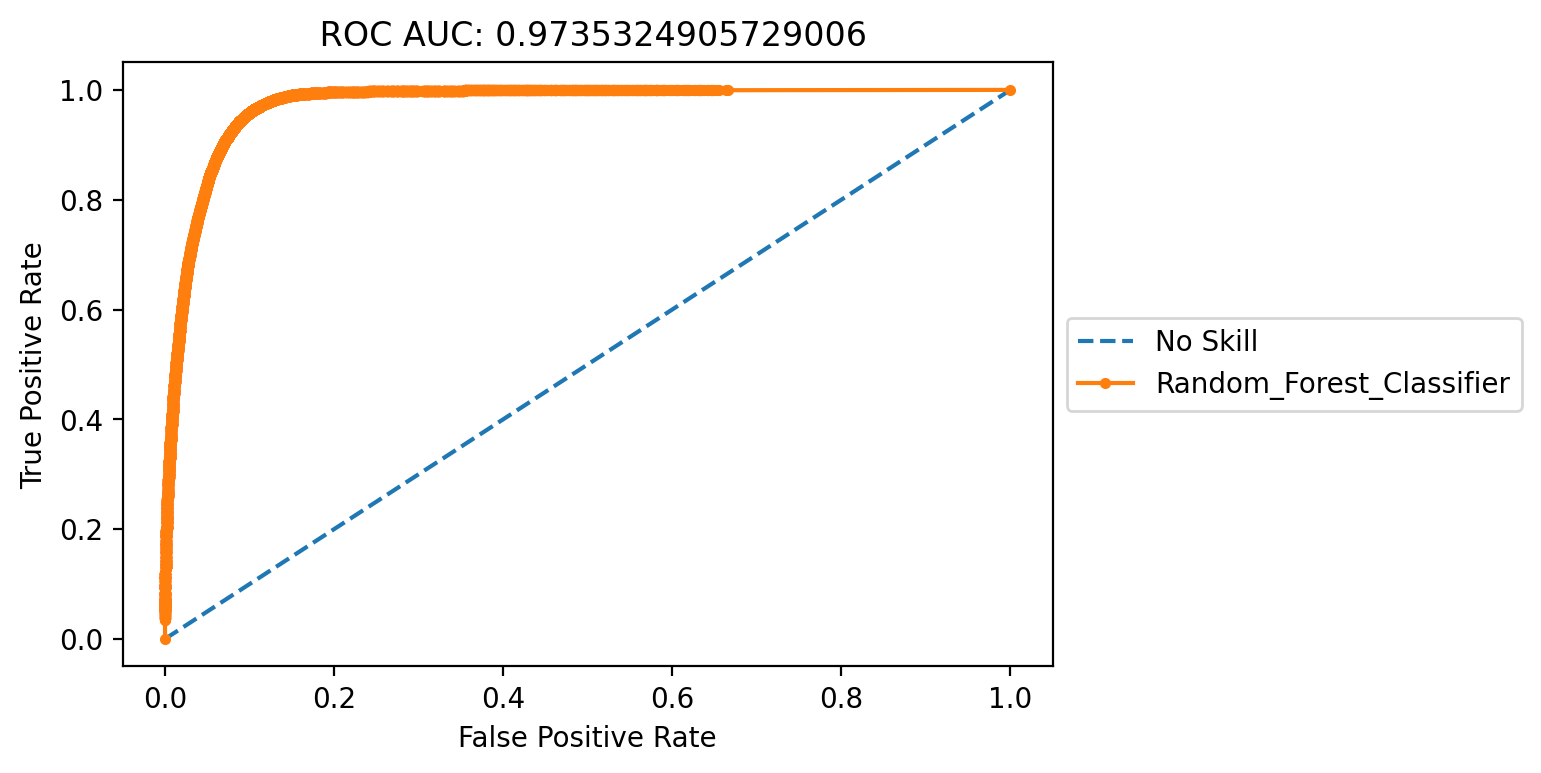 ROC AUC: 0.9735324905729006
1.0
0.8
0.6
0.4
0.2
0.0
True Positive Rate
0.0 0.2 0.4 0.6 0.8 1.0
False Positive Rate
No Skill
Random_Forest_Classifier